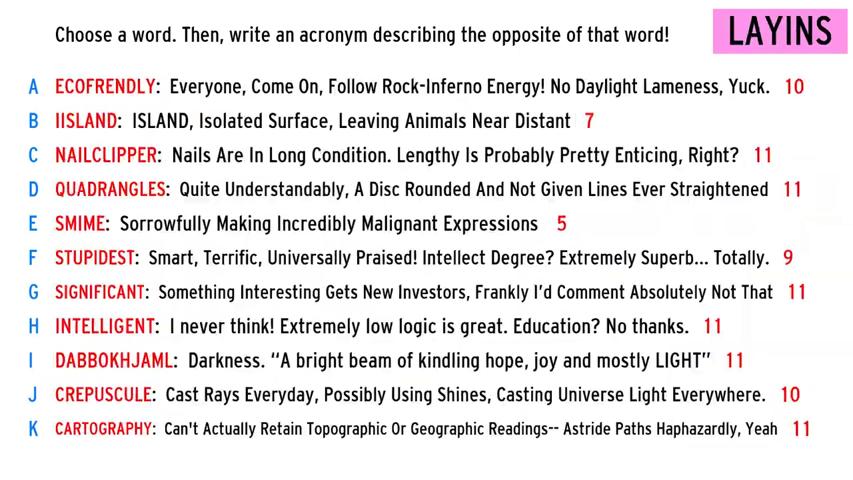 Choose a word. Then, write an acronym describing the opposite of that word!
LAYINS
A ECOFRENDLY: Everyone, Come On, Follow Rock-Inferno Energy! No Daylight Lameness, Yuck. 10
B IISLAND: ISLAND, Isolated Surface, Leaving Animals Near Distant 7
C NAILCLIPPER: Nails Are In Long Condition. Lengthy Is Probably Pretty Enticing, Right? 11
D QUADRANGLES: Quite Understandably, A Disc Rounded And Not Given Lines Ever Straightened 11
E SMIME: Sorrowfully Making Incredibly Malignant Expressions 5
F STUPIDEST: Smart, Terrific, Universally Praised! Intellect Degree? Extremely Superb... Totally. 9
G SIGNIFICANT: Something Interesting Gets New Investors, Frankly I'd Comment Absolutely Not That 11
H INTELLIGENT: I never think! Extremely low logic is great. Education? No thanks. 11
I DABBOKHJAML: Darkness. “A bright beam of kindling hope, joy and mostly LIGHT” 11
J CREPUSCULE: Cast Rays Everyday, Possibly Using Shines, Casting Universe Light Everywhere. 10
K CARTOGRAPHY: Can't Actually Retain Topographic Or Geographic Readings-- Astride Paths Haphazardly, Yeah 11